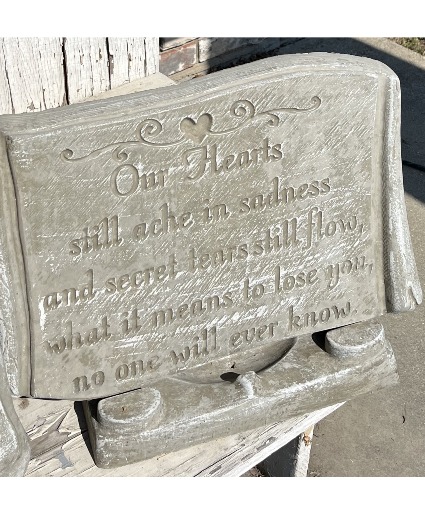 Our Hearts
still ache in sadness
and secret tears still flow,
what it means to lose you,
no one will ever know.